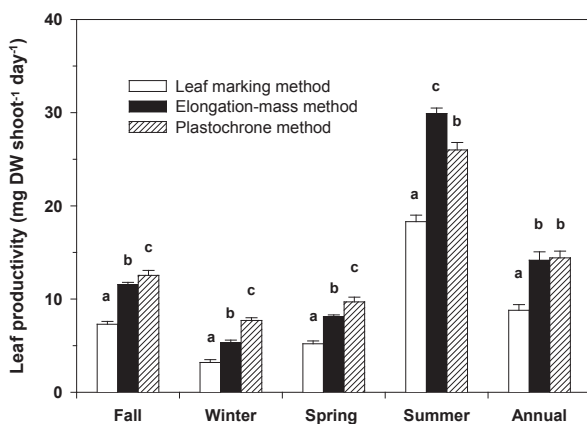 40
30
20
10
0
Leaf productivity (mg DW shoot-1 day-1)
Leaf marking method
Elongation-mass method
Plastochrone method
a b c
a b c
a b c
a c b
a b b
Fall Winter Spring Summer Annual